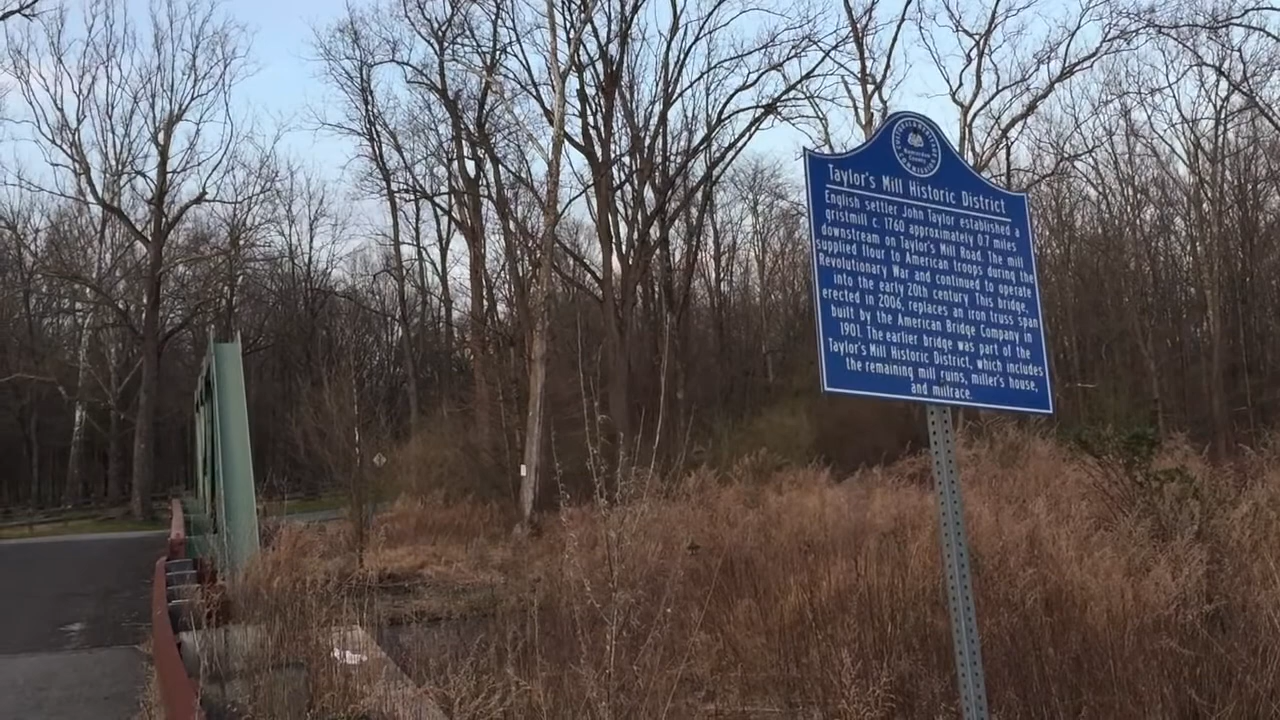 Taylor's Mill Historic District
English settler John Taylor established a
gristmill c. 1760 approximately 0.7 miles
downstream on Taylor's Mill Road. The mill
supplied flour to American troops during the
Revolutionary War and continued to operate
into the early 20th century. This bridge,
erected in 2006, replaces an iron truss span
built by the American Bridge Company in
1901. The earlier bridge was part of the
Taylor's Mill Historic District, which includes
the remaining mill ruins, miller's house,
and millrace.